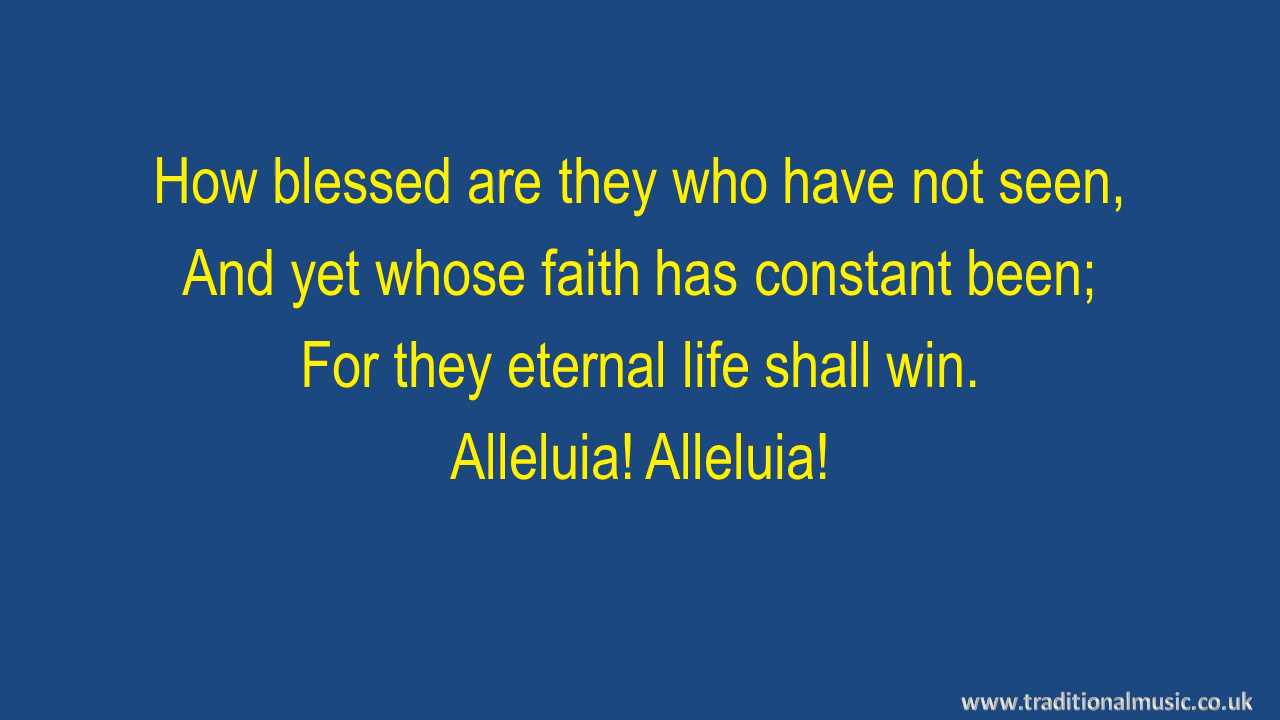 How blessed are they who have not seen,
And yet whose faith has constant been;
For they eternal life shall win.
Alleluia! Alleluia!
www.traditionalmusic.co.uk